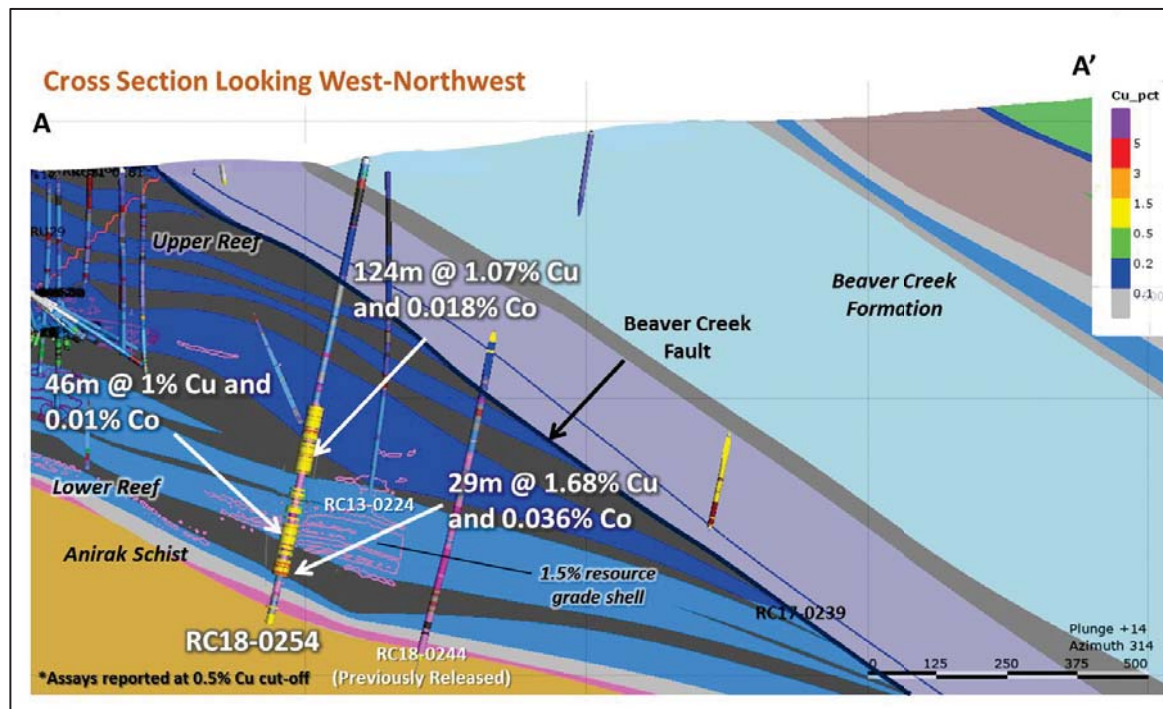 Cross Section Looking West-Northwest
A
A'
Cu_pct
5
3
1.5
0.5
0.2
0.1
RU29
Upper Reef
124m @ 1.07% Cu
and 0.018% Co
Beaver Creek
Formation
Beaver Creek
Fault
46m @ 1% Cu and
0.01% Co
29m @ 1.68% Cu
and 0.036% Co
Lower Reef
RC13-0224
Anirak Schist
1.5% resource
grade shell
RC17-0239
RC18-0254
RC18-0244
(Previously Released)
Plunge +14
Azimuth 314
0 125 250 375 500
*Assays reported at 0.5% Cu cut-off